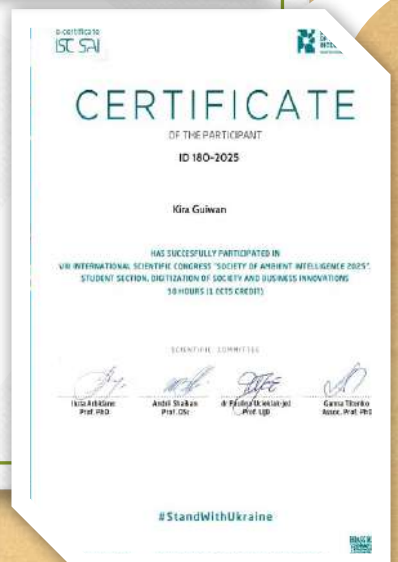 e-certificate
ISC SAI
CERTIFICATE
OF THE PARTICIPANT
ID 180-2025
Kira Guiwan
HAS SUCCESFULLY PARTICIPATED IN
VIII INTERNATIONAL SCIENTIFIC CONGRESS "SOCIETY OF AMBIENT INTELLIGENCE 2025".
STUDENT SECTION. DIGITIZATION OF SOCIETY AND BUSINESS INNOVATIONS
30 HOURS (1 ECTS CREDIT)
SCIENTIFIC COMMITTEE
Andrii Ganna Titenko
Prof. PhD Prof. DSc Prof. UJD Assoc. Prof. PhD
#StandWithUkraine